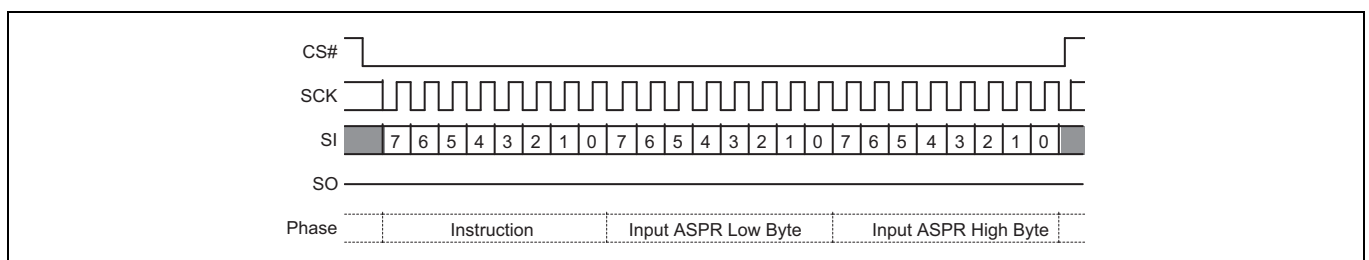 CS#
SCK
SI 7 6 5 4 3 2 1 0 7 6 5 4 3 2 1 0 7 6 5 4 3 2 1 0
SO
Phase Instruction Input ASPR Low Byte Input ASPR High Byte